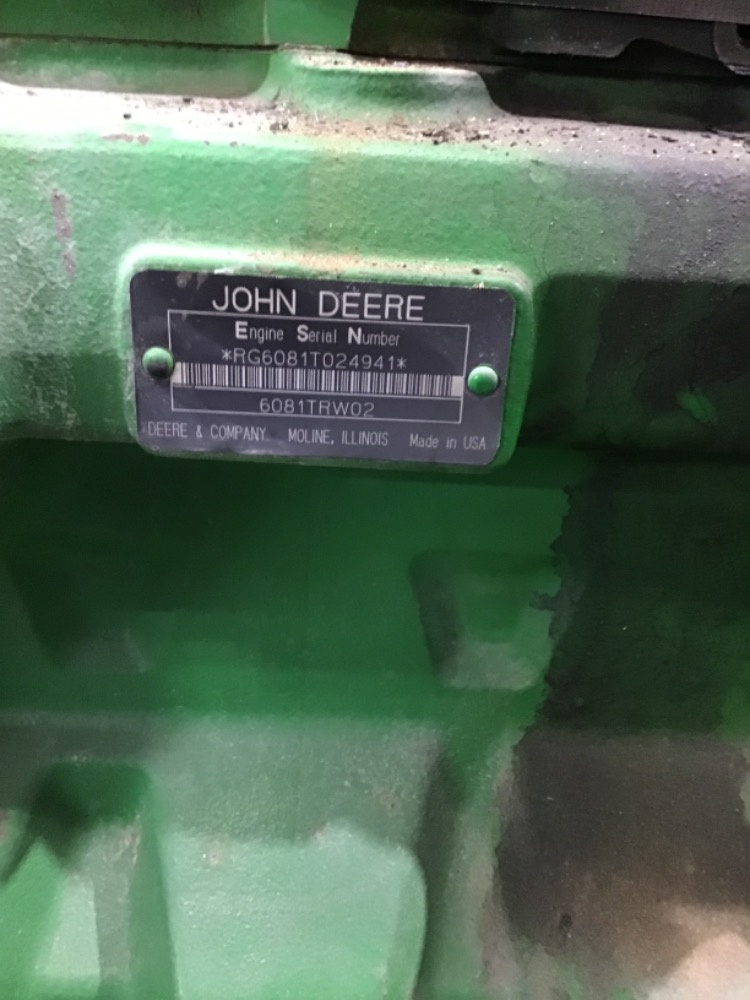 JOHN DEERE
Engine Serial Number
*RG6081T024941*
6081TRW02
DEERE & COMPANY MOLINE, ILLINOIS Made in USA